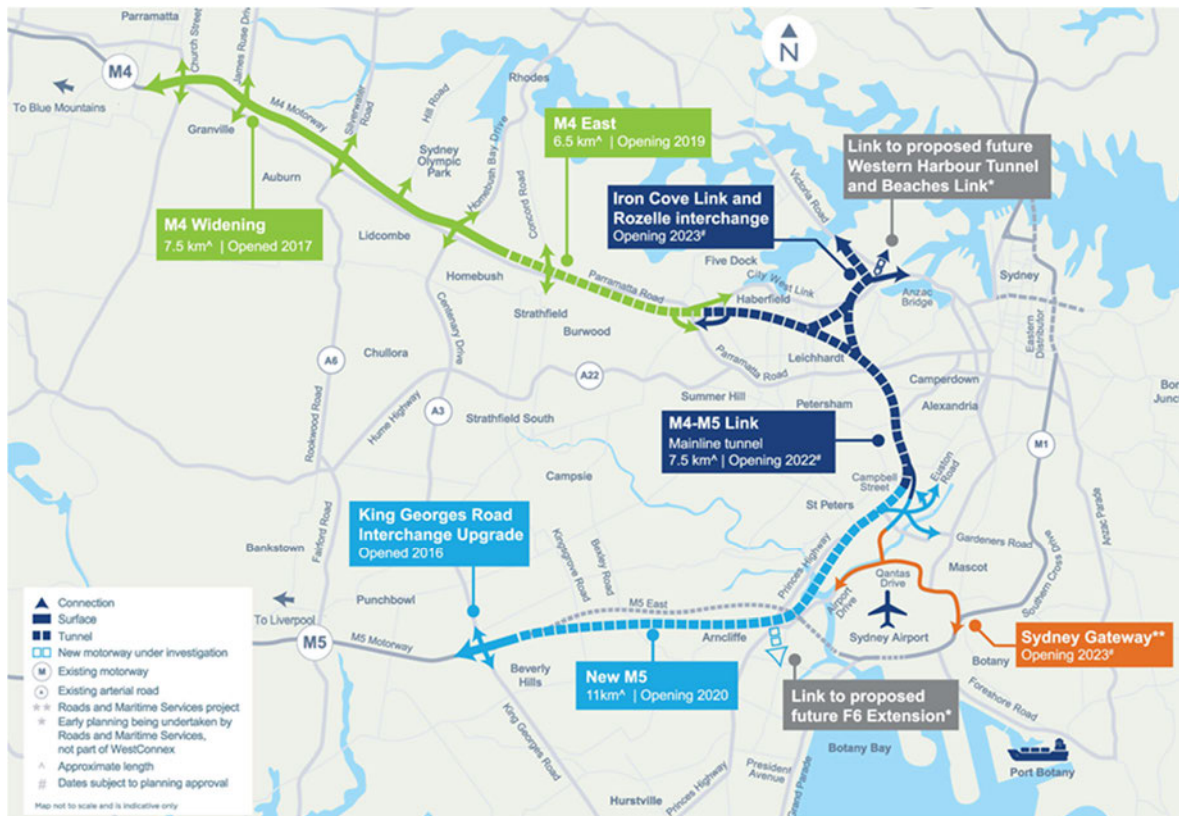 Parramatta
Church Street
James Ruse Drive
M4
To Blue Mountains
Granville
M4 Motorway
Silverwater Road
Hill Road
Rhodes
N
Auburn
Sydney
Olympic
Park
Homebush Bay Drive
M4 East
6.5 km^ | Opening 2019
Concord Road
Victoria Road
Link to proposed future
Western Harbour Tunnel
and Beaches Link*
Iron Cove Link and
Rozelle interchange
Opening 2023#
M4 Widening
7.5 km^ | Opened 2017
Lidcombe
Homebush
Parramatta Road
Five Dock
City West Link
Haberfield
Anzac
Bridge
Sydney
Eastern
Distributor
Strathfield
Burwood
Centenary Drive
Chullora
A6
A22
Parramatta Road
Leichhardt
Summer Hill
Petersham
Camperdown
Alexandria
Bo
Junc
Rookwood Road
Hume Highway
A3
Strathfield South
M4-M5 Link
Mainline tunnel
7.5 km^ | Opening 2022#
M1
Campbell
Street
Euston
Road
St Peters
Anzac Parade
Campsie
King Georges Road
Interchange Upgrade
Opened 2016
Fairford Road
Bankstown
Kingsgrove Road
Bexley Road
Princes Highway
Gardeners Road
Mascot
Southern Cross Drive
Qantas
Drive
Airport
Drive
Sydney Airport
Punchbowl
To Liverpool
M5
M5 Motorway
M5 East
Arncliffe
Beverly
Hills
New M5
11km^ | Opening 2020
Sydney Gateway**
Opening 2023#
Botany
Foreshore Road
Link to proposed
future F6 Extension*
King Georges Road
Botany Bay
Port Botany
President
Avenue
Princes Highway
Grand Parade
Hurstville
Connection
Surface
Tunnel
New motorway under investigation
M Existing motorway
A Existing arterial road
★★ Roads and Maritime Services project
★ Early planning being undertaken by
Roads and Maritime Services,
not part of WestConnex
^ Approximate length
# Dates subject to planning approval
Map not to scale and is indicative only